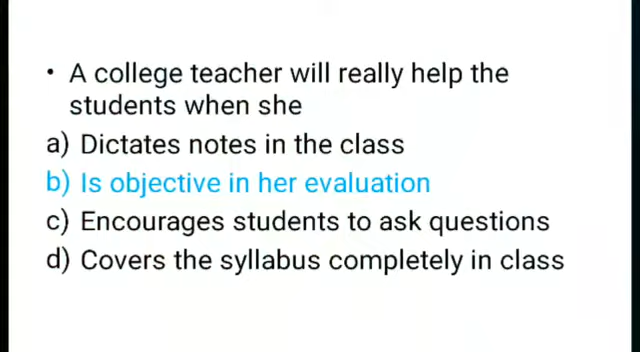 • A college teacher will really help the
students when she
a) Dictates notes in the class
b) Is objective in her evaluation
c) Encourages students to ask questions
d) Covers the syllabus completely in class